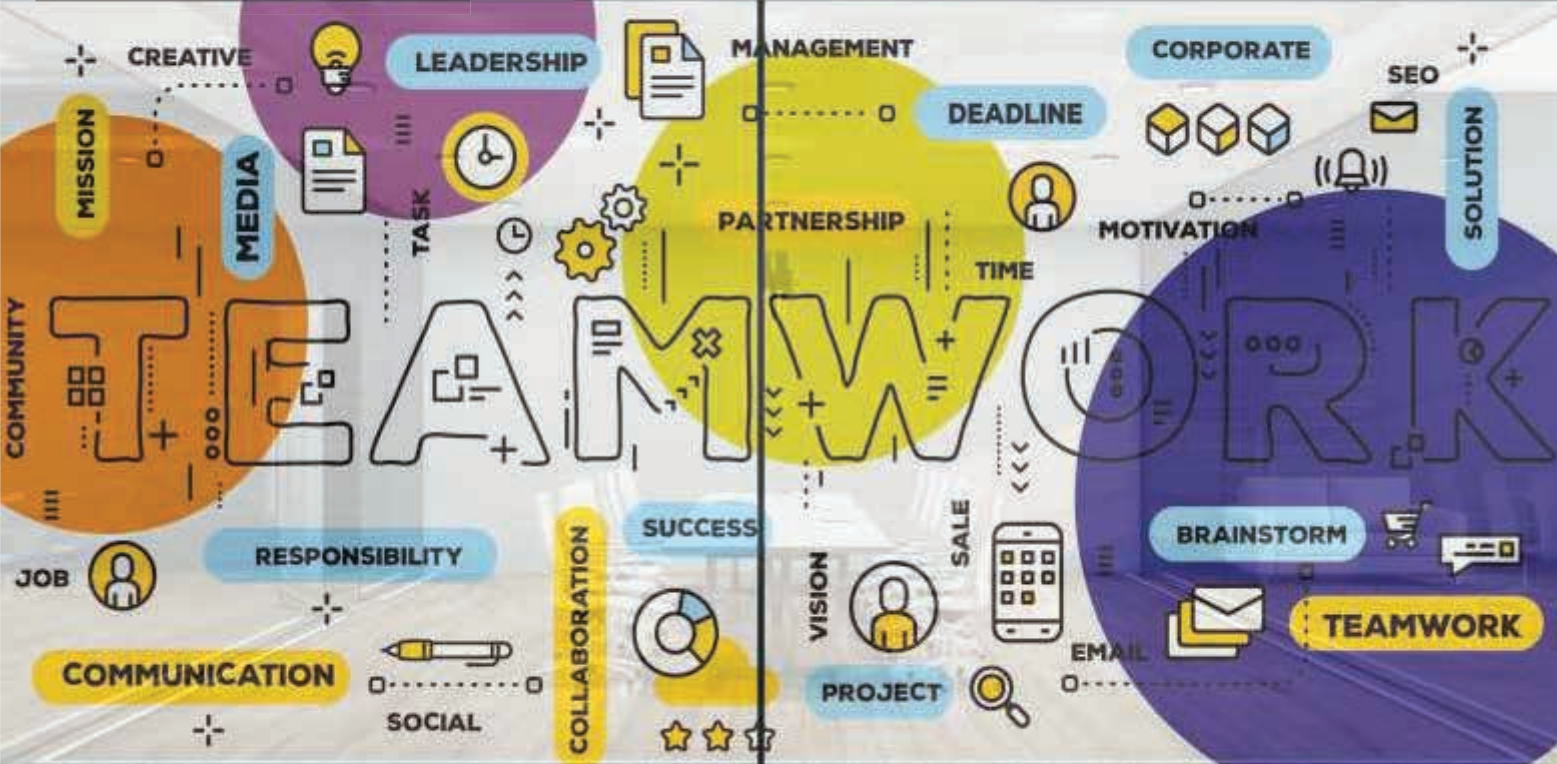 CREATIVE
LEADERSHIP
MANAGEMENT
CORPORATE
SEO
MISSION
MEDIA
TASK
DEADLINE
SOLUTION
PARTNERSHIP
MOTIVATION
TIME
COMMUNITY
TEAMWORK
JOB
RESPONSIBILITY
COLLABORATION
SUCCESS
VISION
SALE
BRAINSTORM
TEAMWORK
COMMUNICATION
SOCIAL
PROJECT
EMAIL